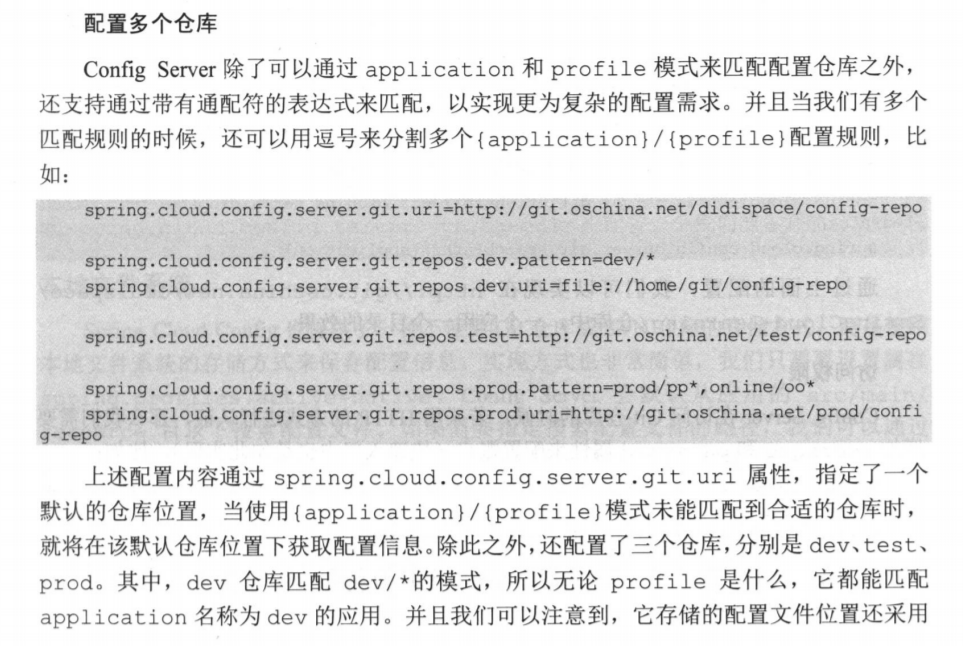 配置多个仓库
Config Server 除了可以通过 application 和 profile 模式来匹配配置仓库之外，
还支持通过带有通配符的表达式来匹配，以实现更为复杂的配置需求。并且当我们有多个
匹配规则的时候，还可以用逗号来分割多个{application}/{profile}配置规则，比
如：
spring.cloud.config.server.git.uri=http://git.oschina.net/didispace/config-repo
spring.cloud.config.server.git.repos.dev.pattern=dev/*
spring.cloud.config.server.git.repos.dev.uri=file://home/git/config-repo
spring.cloud.config.server.git.repos.test=http://git.oschina.net/test/config-repo
spring.cloud.config.server.git.repos.prod.pattern=prod/pp*,online/oo*
spring.cloud.config.server.git.repos.prod.uri=http://git.oschina.net/prod/confi
g-repo
上述配置内容通过 spring.cloud.config.server.git.uri 属性，指定了一个
默认的仓库位置，当使用{application}/{profile}模式未能匹配到合适的仓库时，
就将在该默认仓库位置下获取配置信息。除此之外，还配置了三个仓库，分别是 dev、test、
prod。其中，dev 仓库匹配 dev/*的模式，所以无论 profile 是什么，它都能匹配
application 名称为 dev 的应用。并且我们可以注意到，它存储的配置文件位置还采用